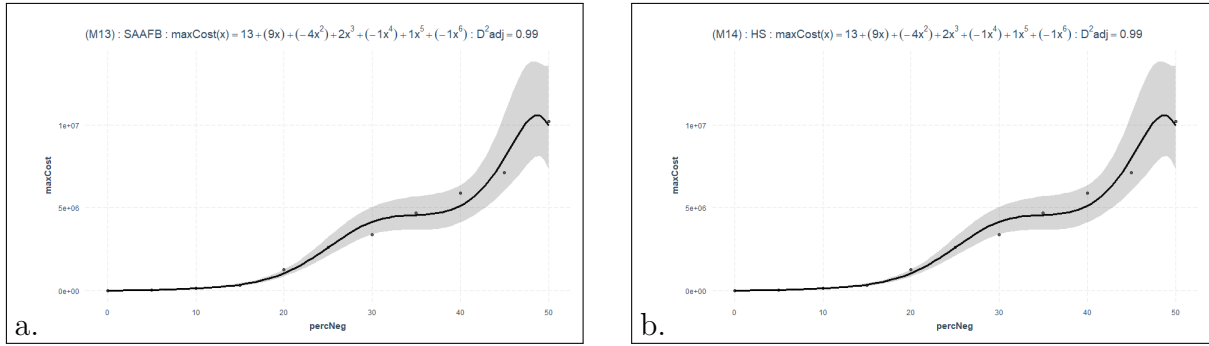 (M13) : SAAFB : maxCost(x) = 13 + (9x) + (−4x²) + 2x³ + (−1x⁴) + 1x⁵ + (−1x⁶) : D²adj = 0.99
1e+07
5e+06
0e+00
maxCost
0 10 20 30 40 50
percNeg
a.
(M14) : HS : maxCost(x) = 13 + (9x) + (−4x²) + 2x³ + (−1x⁴) + 1x⁵ + (−1x⁶) : D²adj = 0.99
1e+07
5e+06
0e+00
maxCost
0 10 20 30 40 50
percNeg
b.